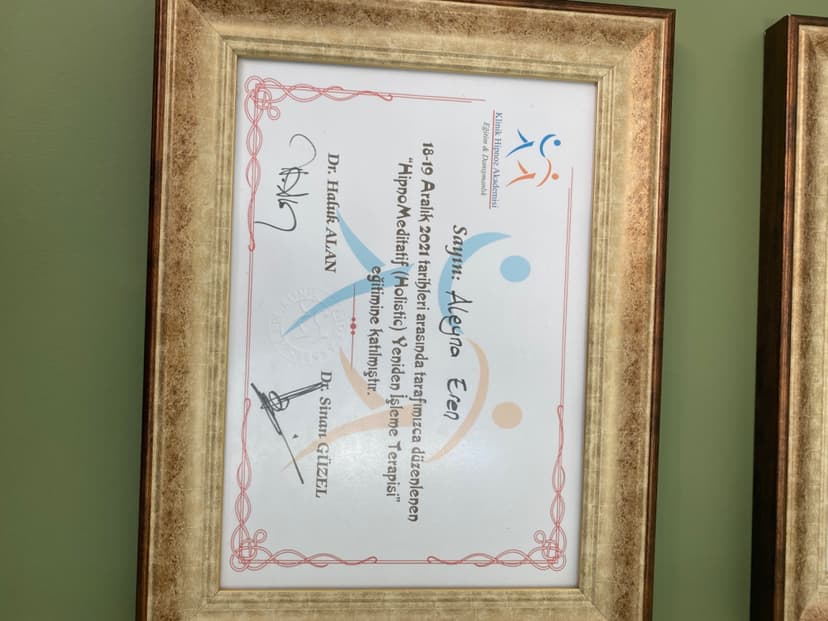 Klinik Hipnoz Akademisi
Eğitim & Danışmanlık
Sayın: Aleyna Eren
18-19 Aralık 2021 tarihleri arasında tarafımızca düzenlenen
"HipnoMeditatif (Holistic) Yeniden İşleme Terapisi"
eğitimine katılmıştır.
Dr. Haluk ALAN
Dr. Sinan GÜZEL